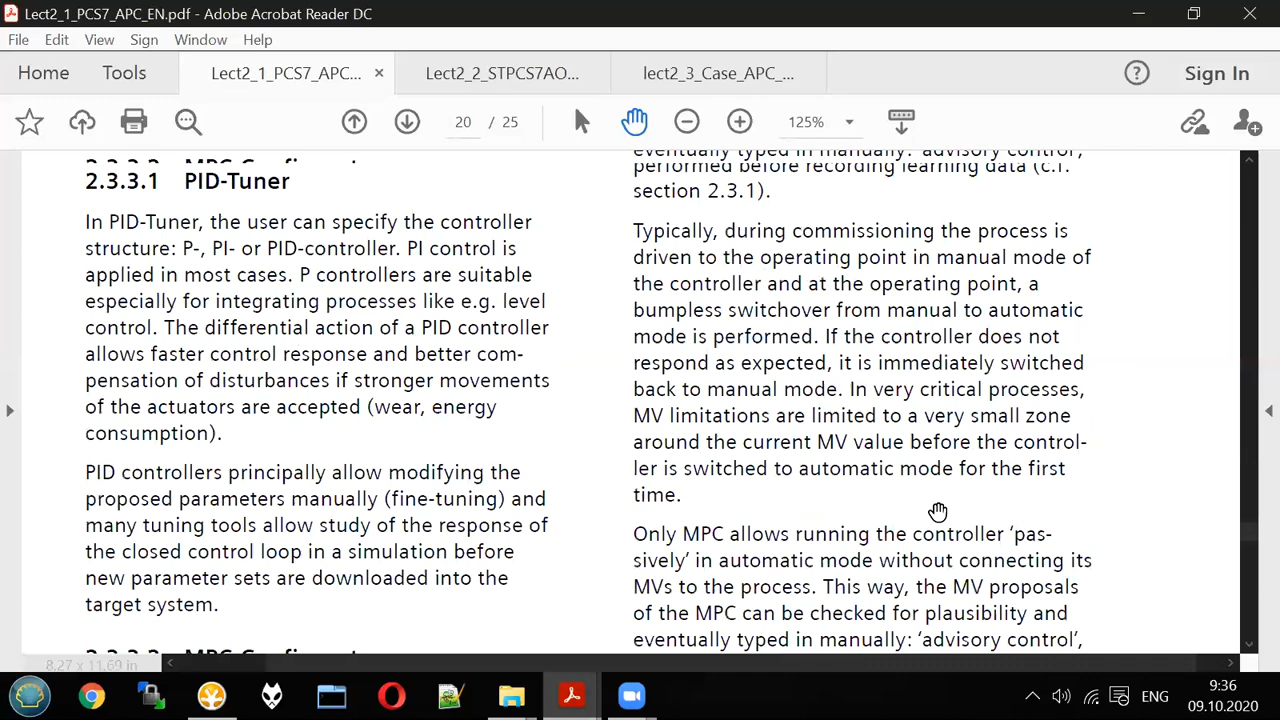 Lect2_1_PCS7_APC_EN.pdf - Adobe Acrobat Reader DC
File Edit View Sign Window Help
Home Tools Lect2_1_PCS7_APC... × Lect2_2_STPCS7AO... lect2_3_Case_APC_... ? Sign In
20 / 25 125%
2.3.3.1 PID-Tuner
In PID-Tuner, the user can specify the controller
structure: P-, PI- or PID-controller. PI control is
applied in most cases. P controllers are suitable
especially for integrating processes like e.g. level
control. The differential action of a PID controller
allows faster control response and better com-
pensation of disturbances if stronger movements
of the actuators are accepted (wear, energy
consumption).
PID controllers principally allow modifying the
proposed parameters manually (fine-tuning) and
many tuning tools allow study of the response of
the closed control loop in a simulation before
new parameter sets are downloaded into the
target system.
eventually typed in manually: ‘advisory control’,
performed before recording learning data (c.f.
section 2.3.1).
Typically, during commissioning the process is
driven to the operating point in manual mode of
the controller and at the operating point, a
bumpless switchover from manual to automatic
mode is performed. If the controller does not
respond as expected, it is immediately switched
back to manual mode. In very critical processes,
MV limitations are limited to a very small zone
around the current MV value before the control-
ler is switched to automatic mode for the first
time.
Only MPC allows running the controller ‘pas-
sively’ in automatic mode without connecting its
MVs to the process. This way, the MV proposals
of the MPC can be checked for plausibility and
eventually typed in manually: ‘advisory control’,
8,27 x 11,69 in
ENG
9:36
09.10.2020